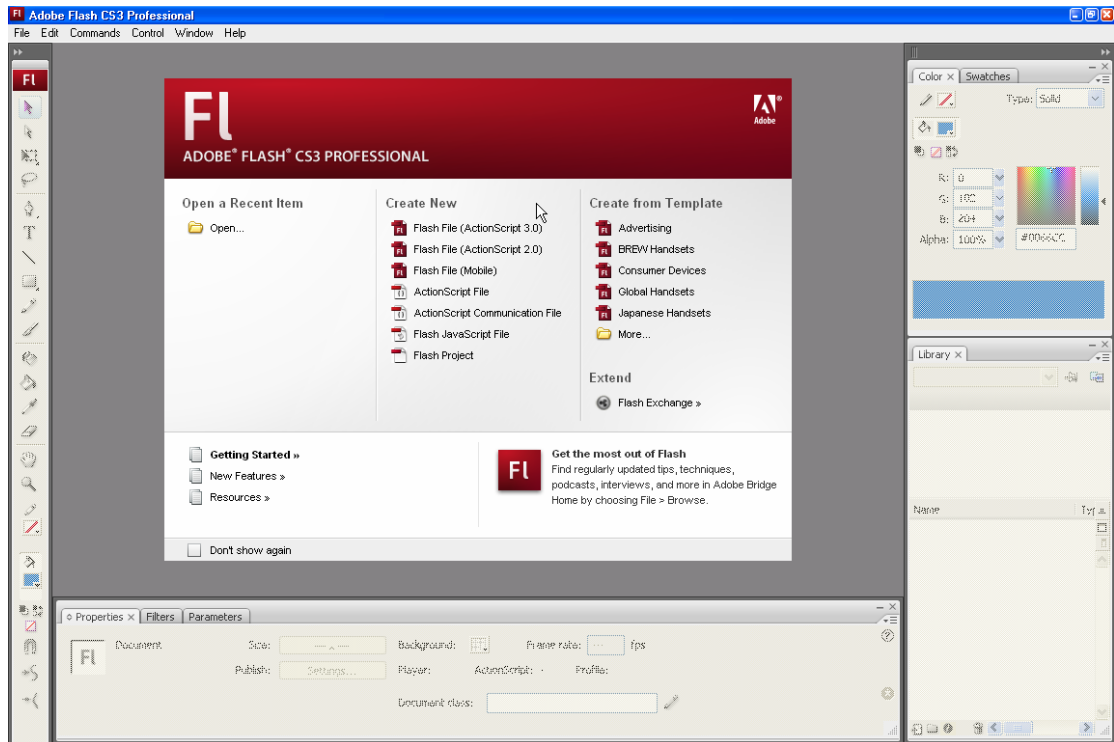 Fl Adobe Flash CS3 Professional
File Edit Commands Control Window Help
Fl
Fl
Adobe
ADOBE® FLASH® CS3 PROFESSIONAL
Open a Recent Item
Open...
Create New
Flash File (ActionScript 3.0)
Flash File (ActionScript 2.0)
Flash File (Mobile)
ActionScript File
ActionScript Communication File
Flash JavaScript File
Flash Project
Create from Template
Advertising
BREW Handsets
Consumer Devices
Global Handsets
Japanese Handsets
More...
Extend
Flash Exchange »
Getting Started »
New Features »
Resources »
Fl
Get the most out of Flash
Find regularly updated tips, techniques,
podcasts, interviews, and more in Adobe Bridge
Home by choosing File > Browse.
Don't show again
Color × Swatches
Type: Solid
R: 0
G: 102
B: 204
Alpha: 100% #0066CC
Library ×
Name Typ
Properties × Filters Parameters
Fl
Document Size: Background: Frame rate: fps
Publish: Settings... Player: ActionScript: Profile:
Document class: